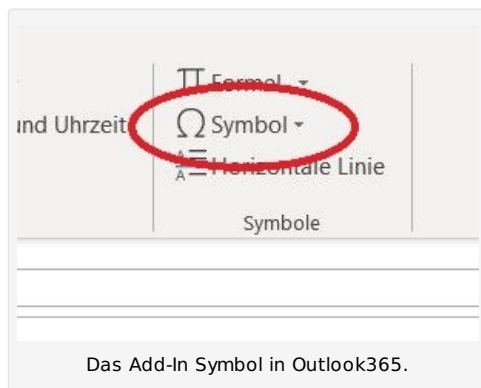 Formel
und Uhrzeit
Symbol
Horizontale Linie
Symbole
Das Add-In Symbol in Outlook365.